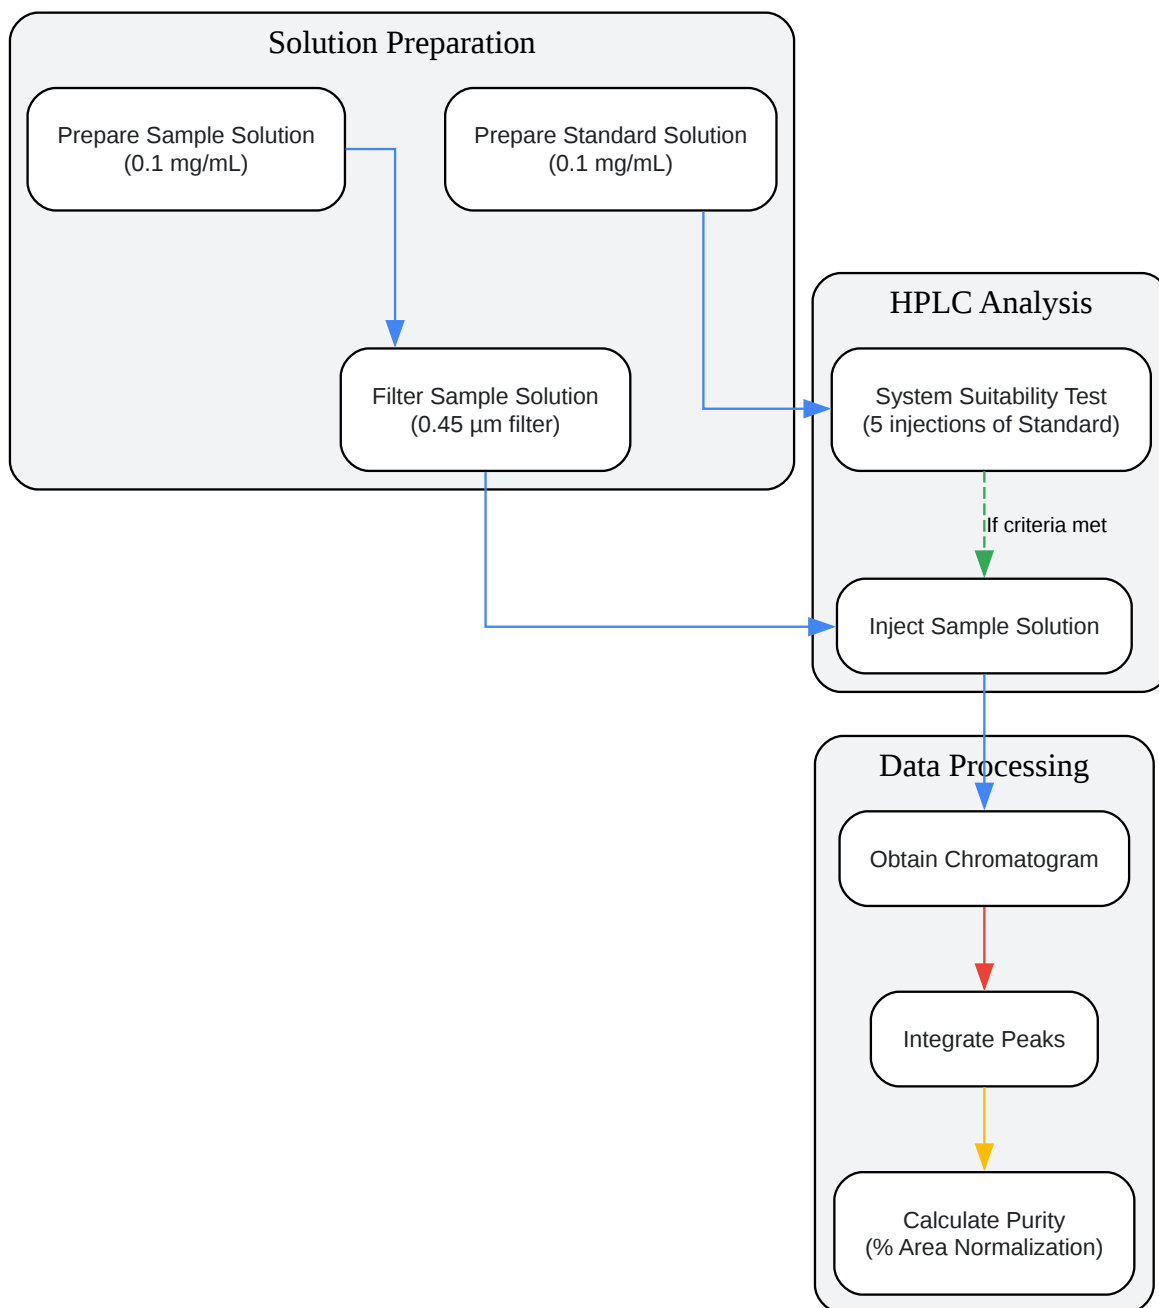 Solution Preparation
Prepare Sample Solution
(0.1 mg/mL)
Prepare Standard Solution
(0.1 mg/mL)
Filter Sample Solution
(0.45 µm filter)
HPLC Analysis
System Suitability Test
(5 injections of Standard)
If criteria met
Inject Sample Solution
Data Processing
Obtain Chromatogram
Integrate Peaks
Calculate Purity
(% Area Normalization)